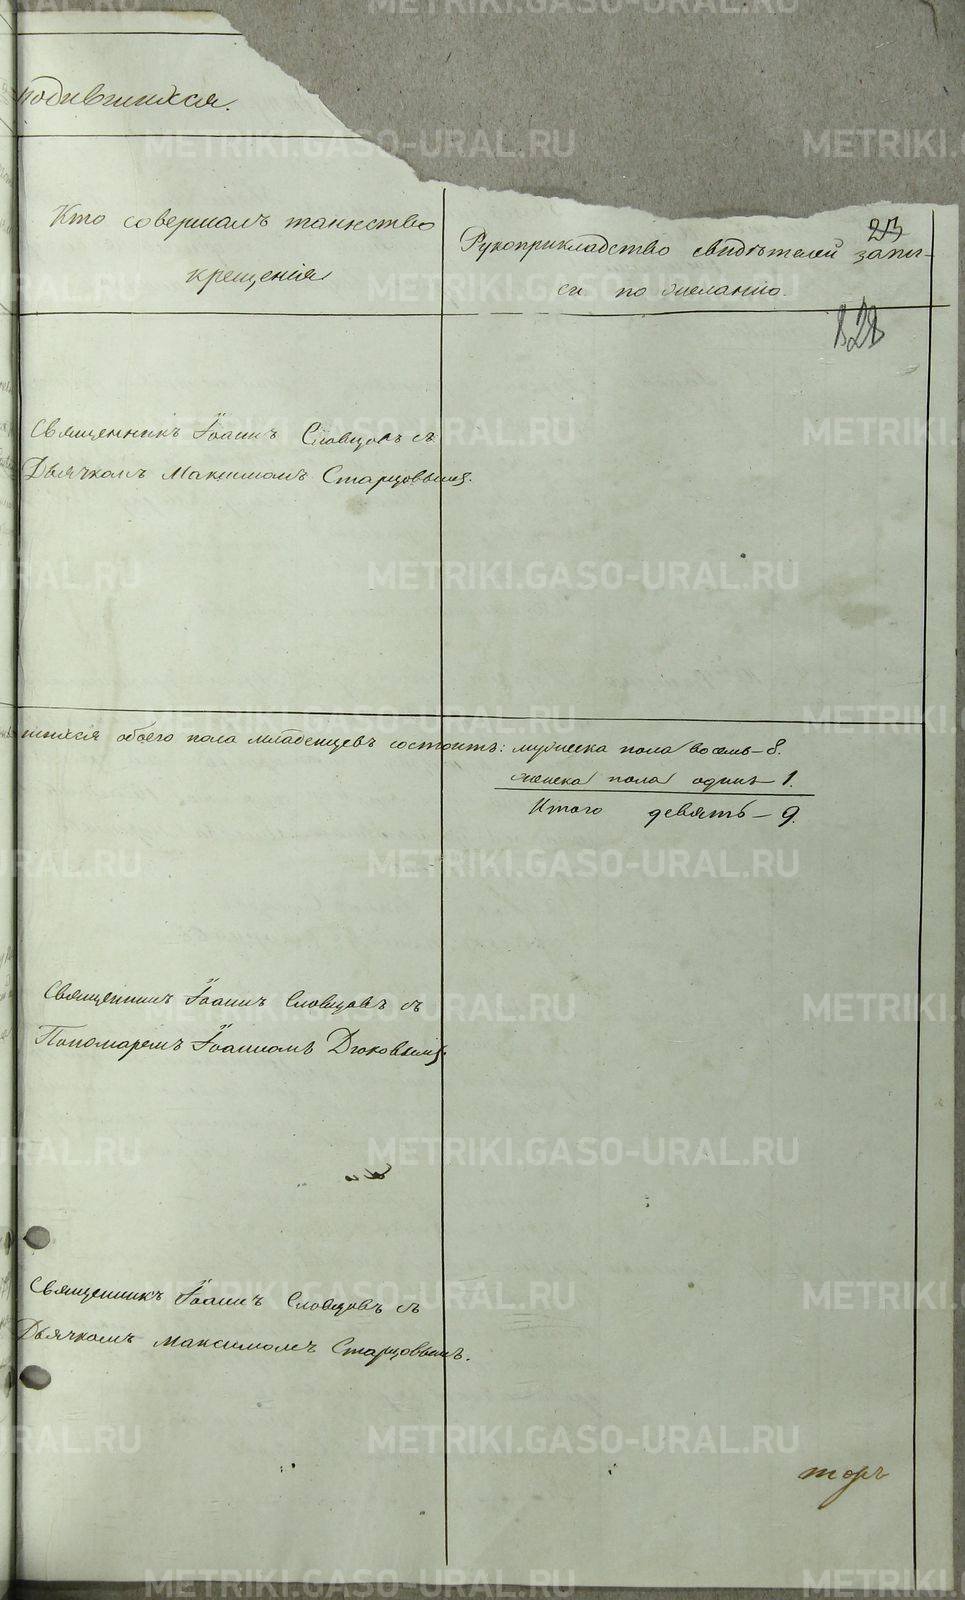 родившихся.
23
Кто совершалъ таинство
крещенія
Рукоприкладство свидѣтелей запи-
си по желанію.
828
Священникъ Іоаннъ Словцовъ съ
Дьячкомъ Максимомъ Старцовымъ.
шихся обоего пола младенцевъ состоитъ: мужеска пола восемь – 8.
женска пола одинъ – 1.
Итого девять – 9.
Священникъ Іоаннъ Словцовъ съ
Пономаремъ Іоанномъ Дюковымъ.
Священникъ Іоаннъ Словцовъ съ
Дьячкомъ Максимомъ Старцовымъ.
METRIKI.GASO-URAL.RU